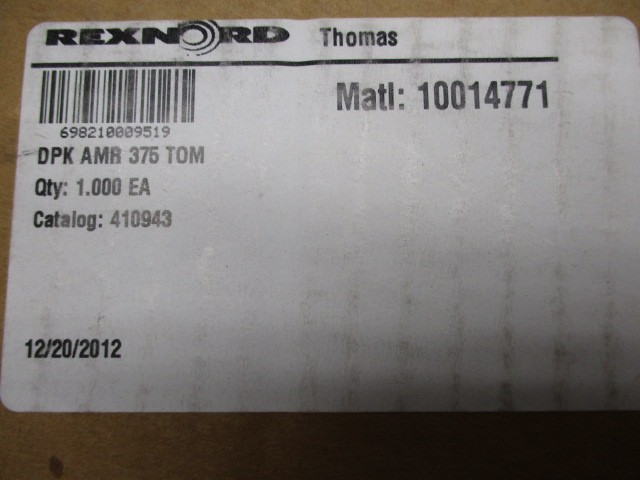 REXNORD Thomas
Matl: 10014771
698210009519
DPK AMR 375 TOM
Qty: 1.000 EA
Catalog: 410943
12/20/2012